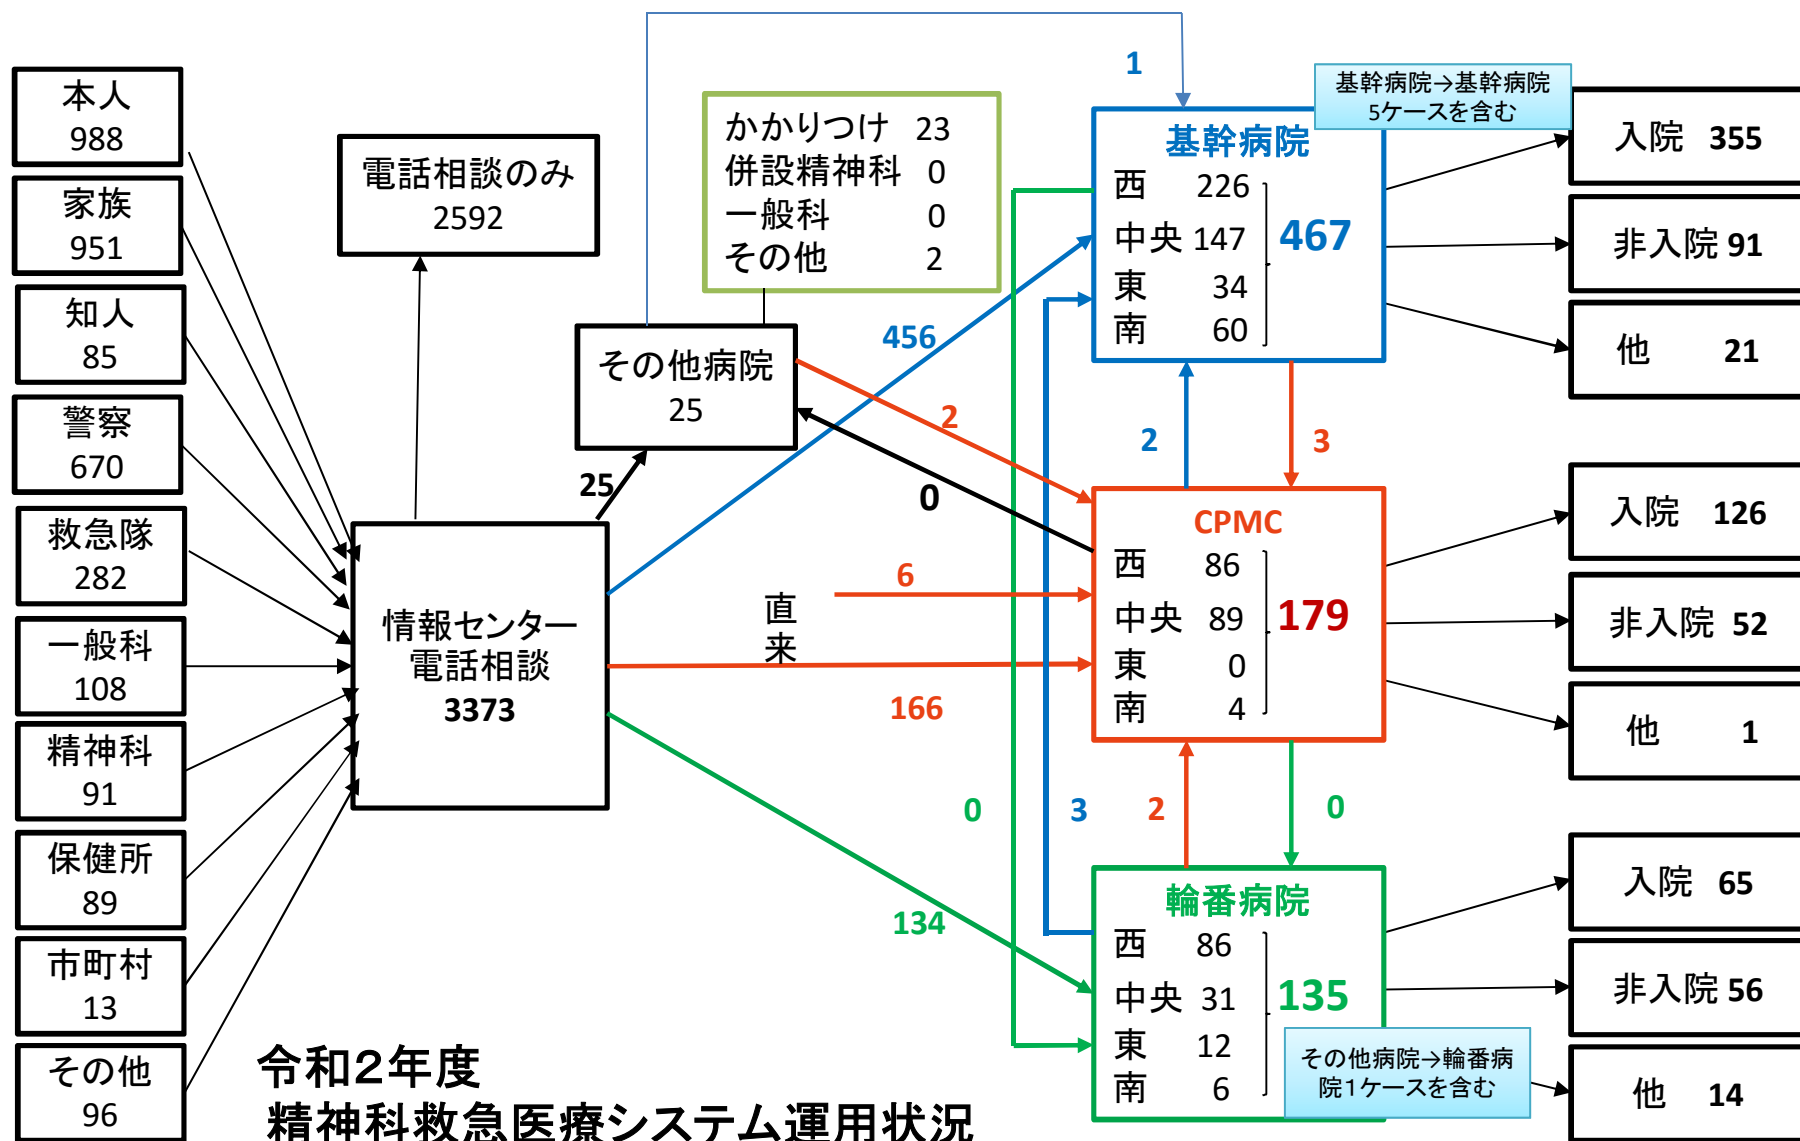 本人
988
家族
951
知人
85
警察
670
救急隊
282
一般科
108
精神科
91
保健所
89
市町村
13
その他
96
電話相談のみ
2592
情報センター
電話相談
3373
かかりつけ 23
併設精神科 0
一般科 0
その他 2
その他病院
25
25
456
2
0
直来
6
166
134
1
基幹病院
西 226
中央 147
東 34
南 60
467
基幹病院→基幹病院
5ケースを含む
2
3
CPMC
西 86
中央 89
東 0
南 4
179
0
3
2
0
輪番病院
西 86
中央 31
東 12
南 6
135
その他病院→輪番病
院1ケースを含む
入院 355
非入院 91
他 21
入院 126
非入院 52
他 1
入院 65
非入院 56
他 14
令和2年度
精神科救急医療システム運用状況